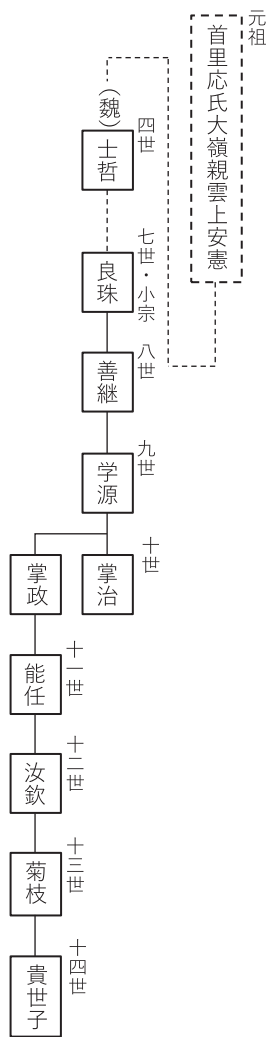 元祖
首里応氏大嶺親雲上安憲
(魏)
四世
士哲
七世・小宗
良珠
八世
善継
九世
学源
十世
掌治
掌政
十一世
能任
十二世
汝欽
十三世
菊枝
十四世
貴世子